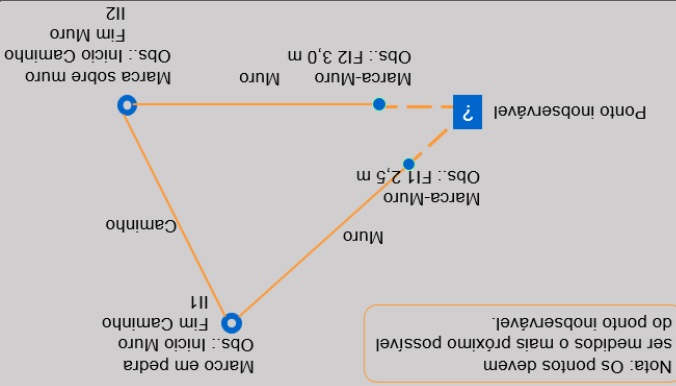 Nota: Os pontos devem
ser medidos o mais próximo possível
do ponto inobservável.
Marco em pedra
Obs.: Inicio Muro
Fim Caminho
II1
Muro
Caminho
Marca-Muro
Obs.: FI1 2,5 m
Ponto inobservável
?
Marca-Muro
Obs.: FI2 3,0 m
Muro
Marca sobre muro
Obs.: Inicio Caminho
Fim Muro
II2